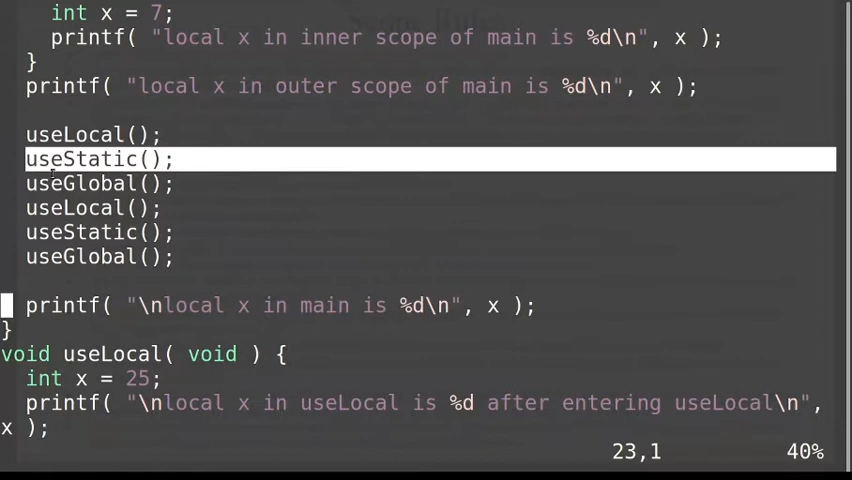 int x = 7;
printf( "local x in inner scope of main is %d\n", x );
}
printf( "local x in outer scope of main is %d\n", x );
useLocal();
useStatic();
useGlobal();
useLocal();
useStatic();
useGlobal();
printf( "\nlocal x in main is %d\n", x );
}
void useLocal( void ) {
int x = 25;
printf( "\nlocal x in useLocal is %d after entering useLocal\n",
x );
23,1 40%